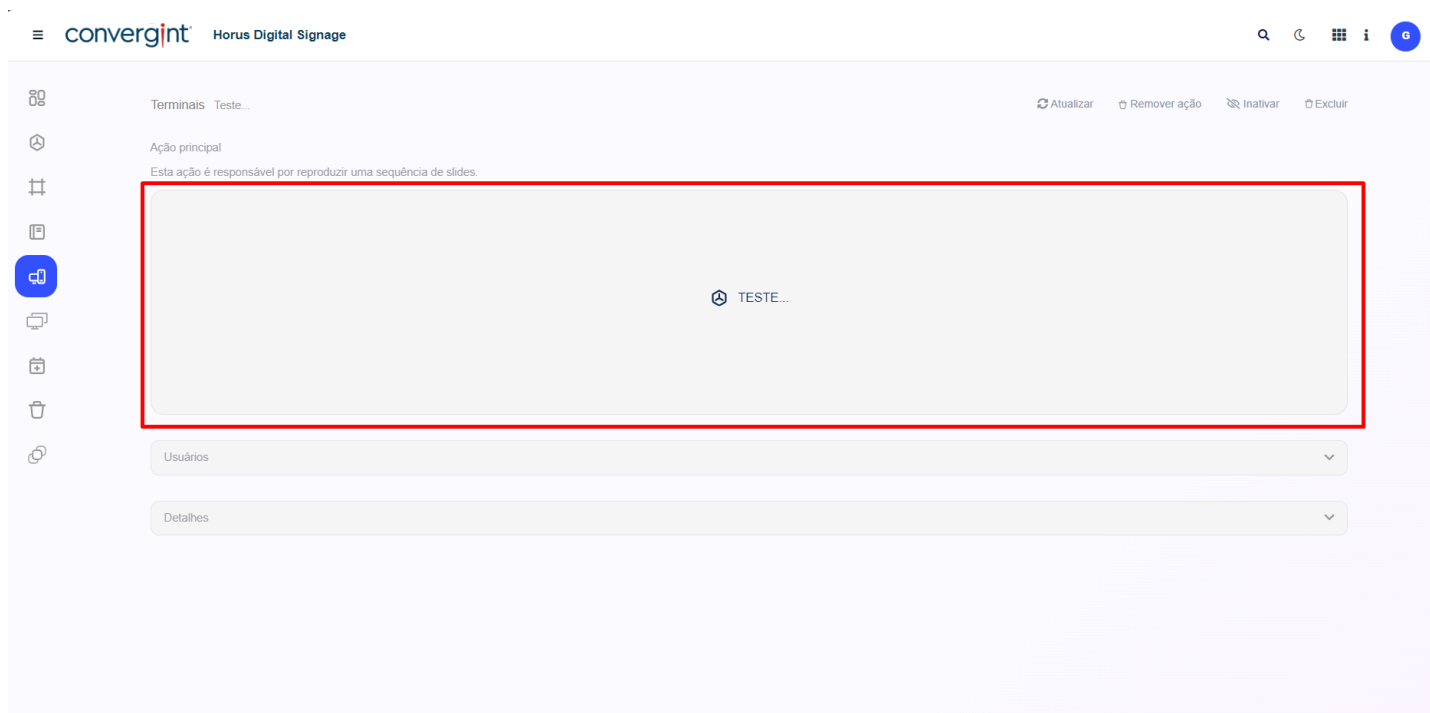 convergint Horus Digital Signage G
Terminais Teste... Atualizar Remover ação Inativar Excluir
Ação principal
Esta ação é responsável por reproduzir uma sequência de slides.
TESTE...
Usuários
Detalhes